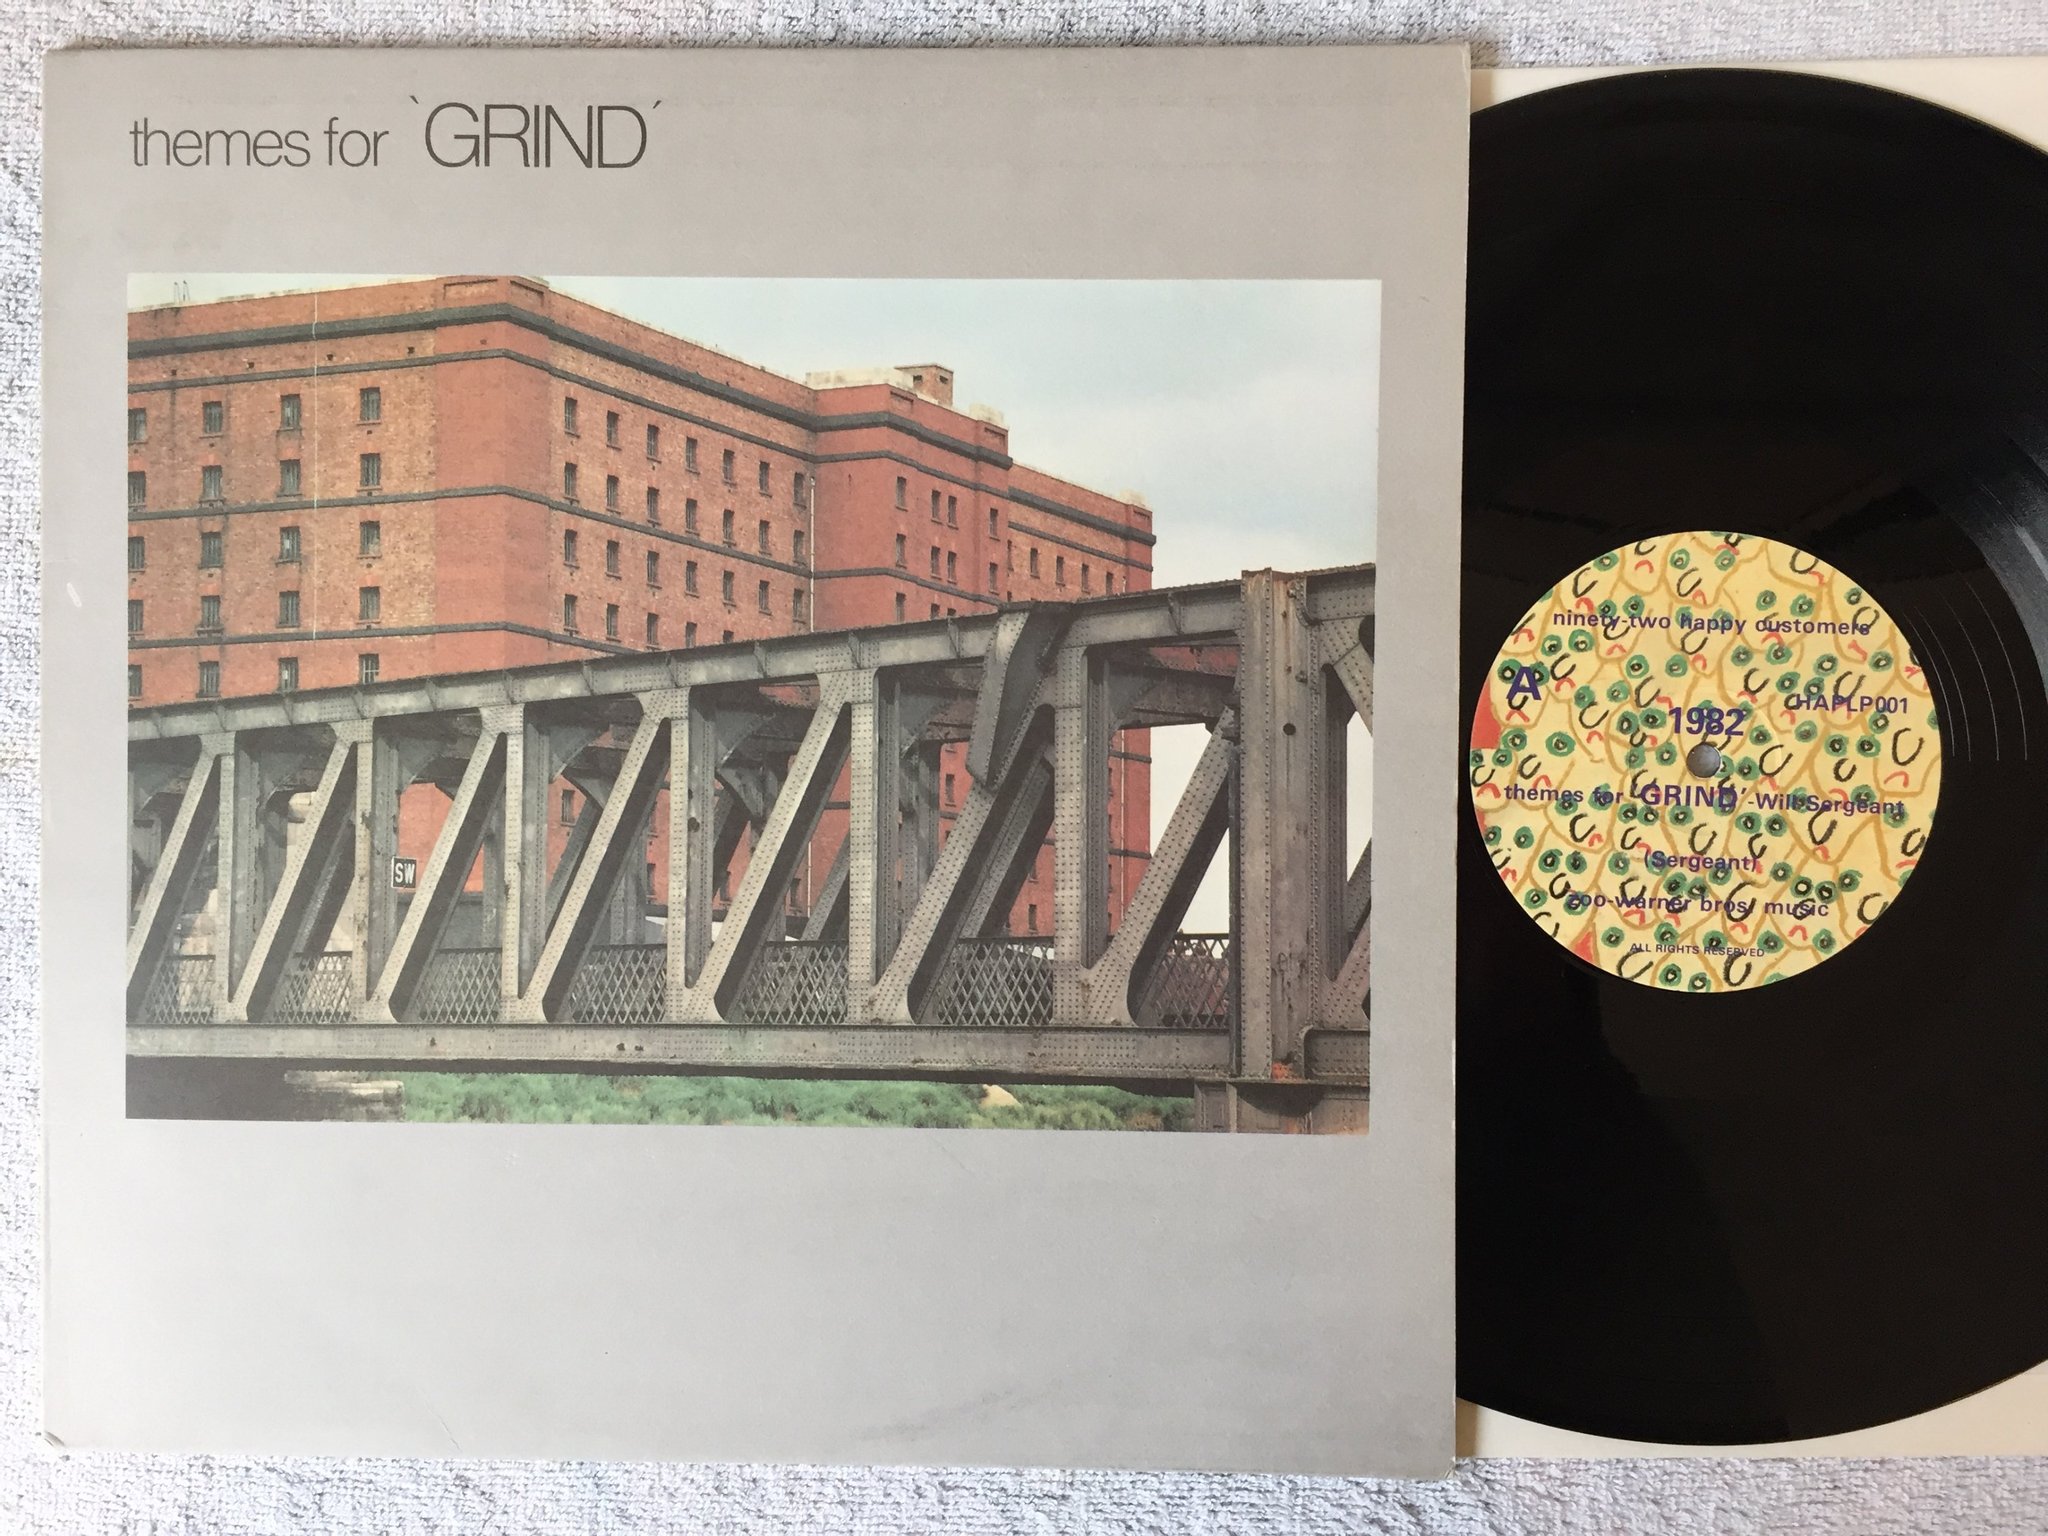 themes for `GRIND´
SW
ninety-two happy customers
A
HAPLP001
1982
themes for `GRIND´-Will Sergeant
(Sergeant)
zoo-warner bros. music
ALL RIGHTS RESERVED